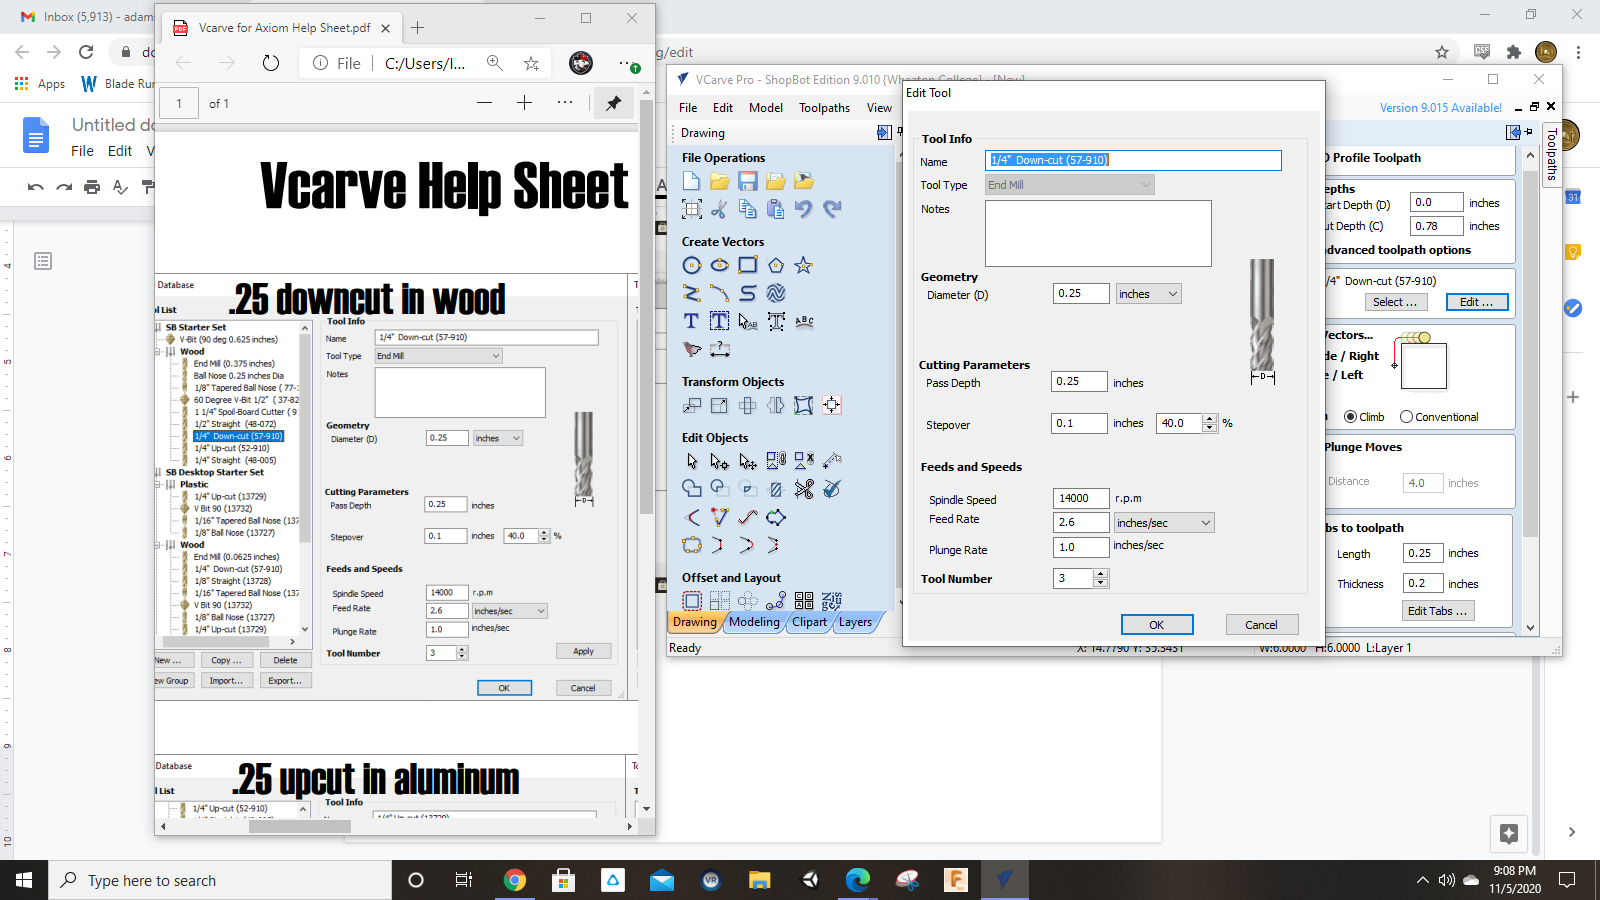 Inbox (5,913) - adams
Vcarve for Axiom Help Sheet.pdf
File
C:/Users/I...
g/edit
Apps
Blade Run
1
of 1
Untitled do
File
Edit
V
Vcarve Help Sheet
Database
.25 downcut in wood
l List
SB Starter Set
V-Bit (90 deg 0.625 inches)
Wood
End Mill (0.375 inches)
Ball Nose 0.25 inches Dia
1/8" Tapered Ball Nose ( 77-1
60 Degree V-Bit 1/2" ( 37-82
1 1/4" Spoil-Board Cutter ( 9
1/2" Straight (48-072)
1/4" Down-cut (57-910)
1/4" Up-cut (52-910)
1/4" Straight (48-005)
SB Desktop Starter Set
Plastic
1/4" Up-cut (13729)
V Bit 90 (13732)
1/16" Tapered Ball Nose (137
1/8" Ball Nose (13727)
Wood
End Mill (0.0625 inches)
1/4" Down-cut (57-910)
1/8" Straight (13728)
1/16" Tapered Ball Nose (137
V Bit 90 (13732)
1/8" Ball Nose (13727)
1/4" Up-cut (13729)
New ...
Copy ...
Delete
ew Group
Import...
Export...
Tool Info
Name
1/4" Down-cut (57-910)
Tool Type
End Mill
Notes
Geometry
Diameter (D)
0.25
inches
D
Cutting Parameters
Pass Depth
0.25
inches
Stepover
0.1
inches
40.0
%
Feeds and Speeds
Spindle Speed
14000
r.p.m
Feed Rate
2.6
inches/sec
Plunge Rate
1.0
inches/sec
Tool Number
3
Apply
OK
Cancel
Database
.25 upcut in aluminum
l List
1/4" Up-cut (52-910)
Tool Info
VCarve Pro - ShopBot Edition 9.010 {Wheaton College} - [New]
File
Edit
Model
Toolpaths
View
Version 9.015 Available!
Drawing
File Operations
Create Vectors
Transform Objects
Edit Objects
Offset and Layout
Drawing
Modeling
Clipart
Layers
Ready
X: 14.7790 Y: 35.3431
W:6.0000 H:6.0000 L:Layer 1
Edit Tool
Tool Info
Name
1/4" Down-cut (57-910)
Tool Type
End Mill
Notes
Geometry
Diameter (D)
0.25
inches
D
Cutting Parameters
Pass Depth
0.25
inches
Stepover
0.1
inches
40.0
%
Feeds and Speeds
Spindle Speed
14000
r.p.m
Feed Rate
2.6
inches/sec
Plunge Rate
1.0
inches/sec
Tool Number
3
OK
Cancel
Toolpaths
D Profile Toolpath
epths
art Depth (D)
0.0
inches
ut Depth (C)
0.78
inches
advanced toolpath options
/4" Down-cut (57-910)
Select ...
Edit ...
Vectors...
de / Right
e / Left
Climb
Conventional
Plunge Moves
Distance
4.0
inches
bs to toolpath
Length
0.25
inches
Thickness
0.2
inches
Edit Tabs ...
Type here to search
9:08 PM
11/5/2020